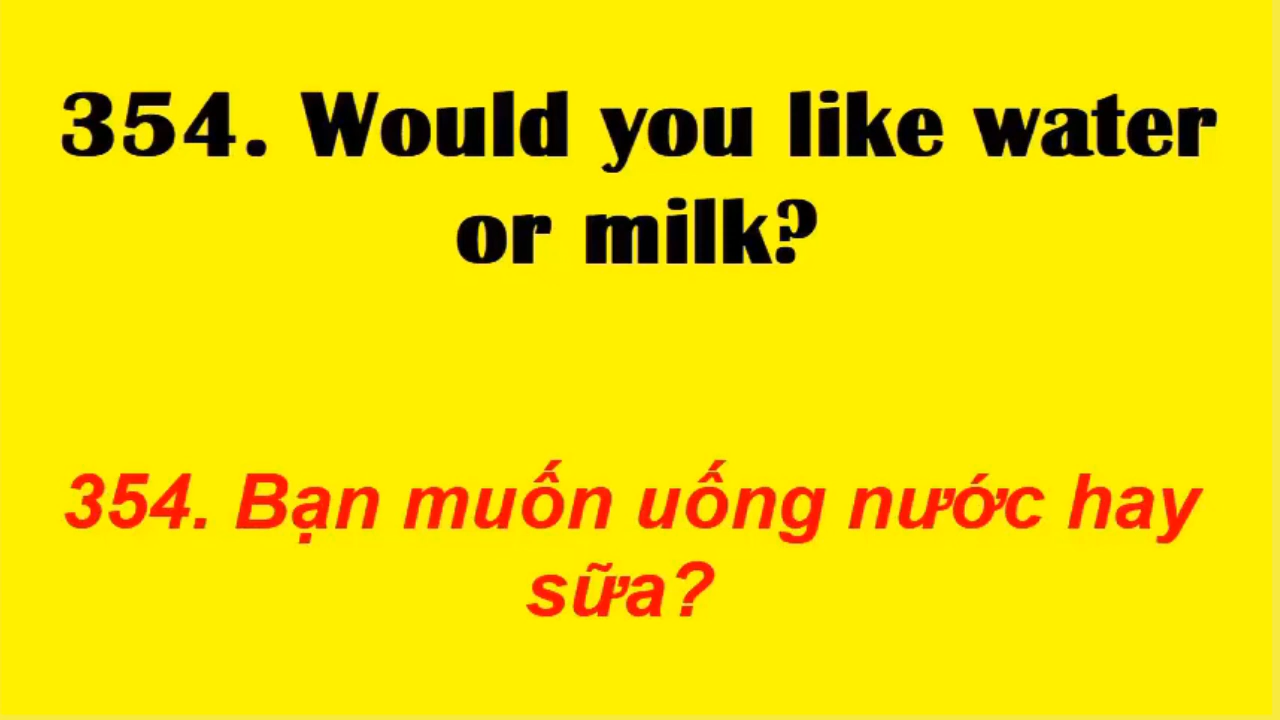 354. Would you like water
or milk?
354. Bạn muốn uống nước hay
sữa?